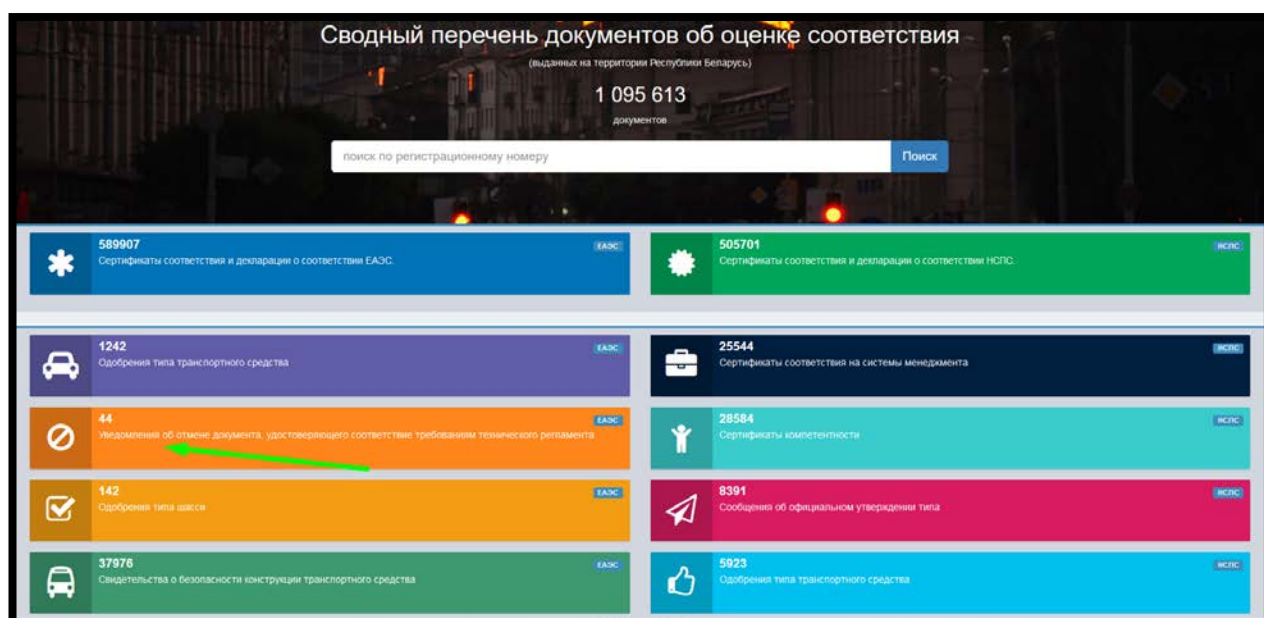 Сводный перечень документов об оценке соответствия
(выданных на территории Республики Беларусь)
1 095 613
документов
поиск по регистрационному номеру
Поиск
589907
ЕАЭС
Сертификаты соответствия и декларации о соответствии ЕАЭС.
505701
НСПС
Сертификаты соответствия и декларации о соответствии НСПС.
1242
ЕАЭС
Одобрения типа транспортного средства
25544
НСПС
Сертификаты соответствия на системы менеджмента
44
ЕАЭС
Уведомления об отмене документа, удостоверяющего соответствие требованиям технического регламента
28584
НСПС
Сертификаты компетентности
142
ЕАЭС
Одобрения типа шасси
8391
НСПС
Сообщения об официальном утверждении типа
37976
ЕАЭС
Свидетельства о безопасности конструкции транспортного средства
5923
НСПС
Одобрения типа транспортного средства